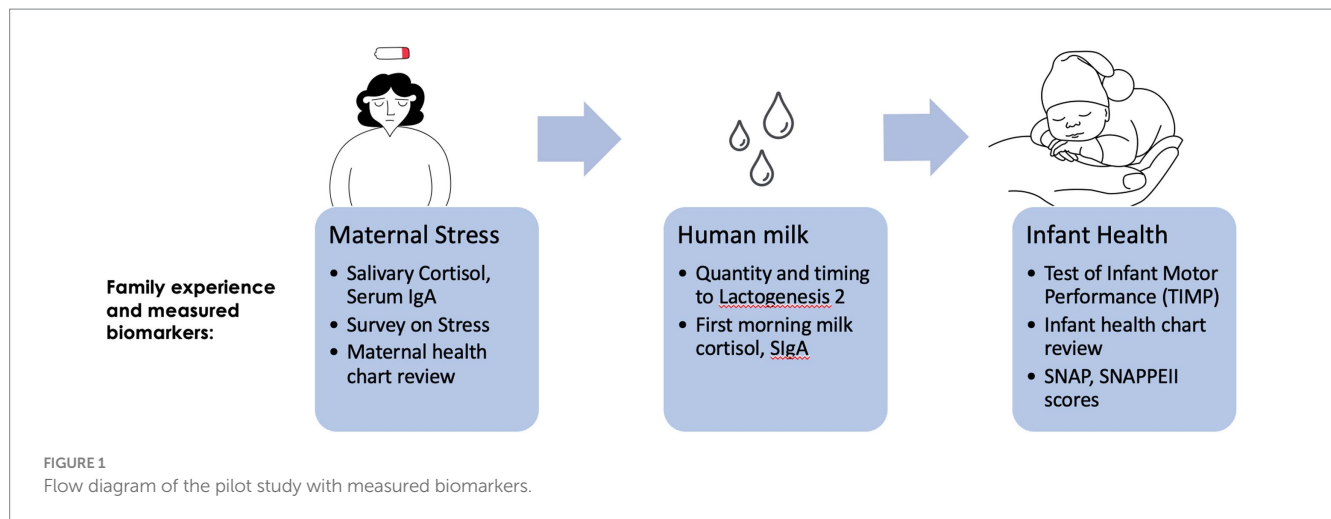 Family experience
and measured
biomarkers:
Maternal Stress
• Salivary Cortisol,
Serum IgA
• Survey on Stress
• Maternal health
chart review
Human milk
• Quantity and timing
to Lactogenesis 2
• First morning milk
cortisol, SIgA
Infant Health
• Test of Infant Motor
Performance (TIMP)
• Infant health chart
review
• SNAP, SNAPPEII
scores
FIGURE 1
Flow diagram of the pilot study with measured biomarkers.